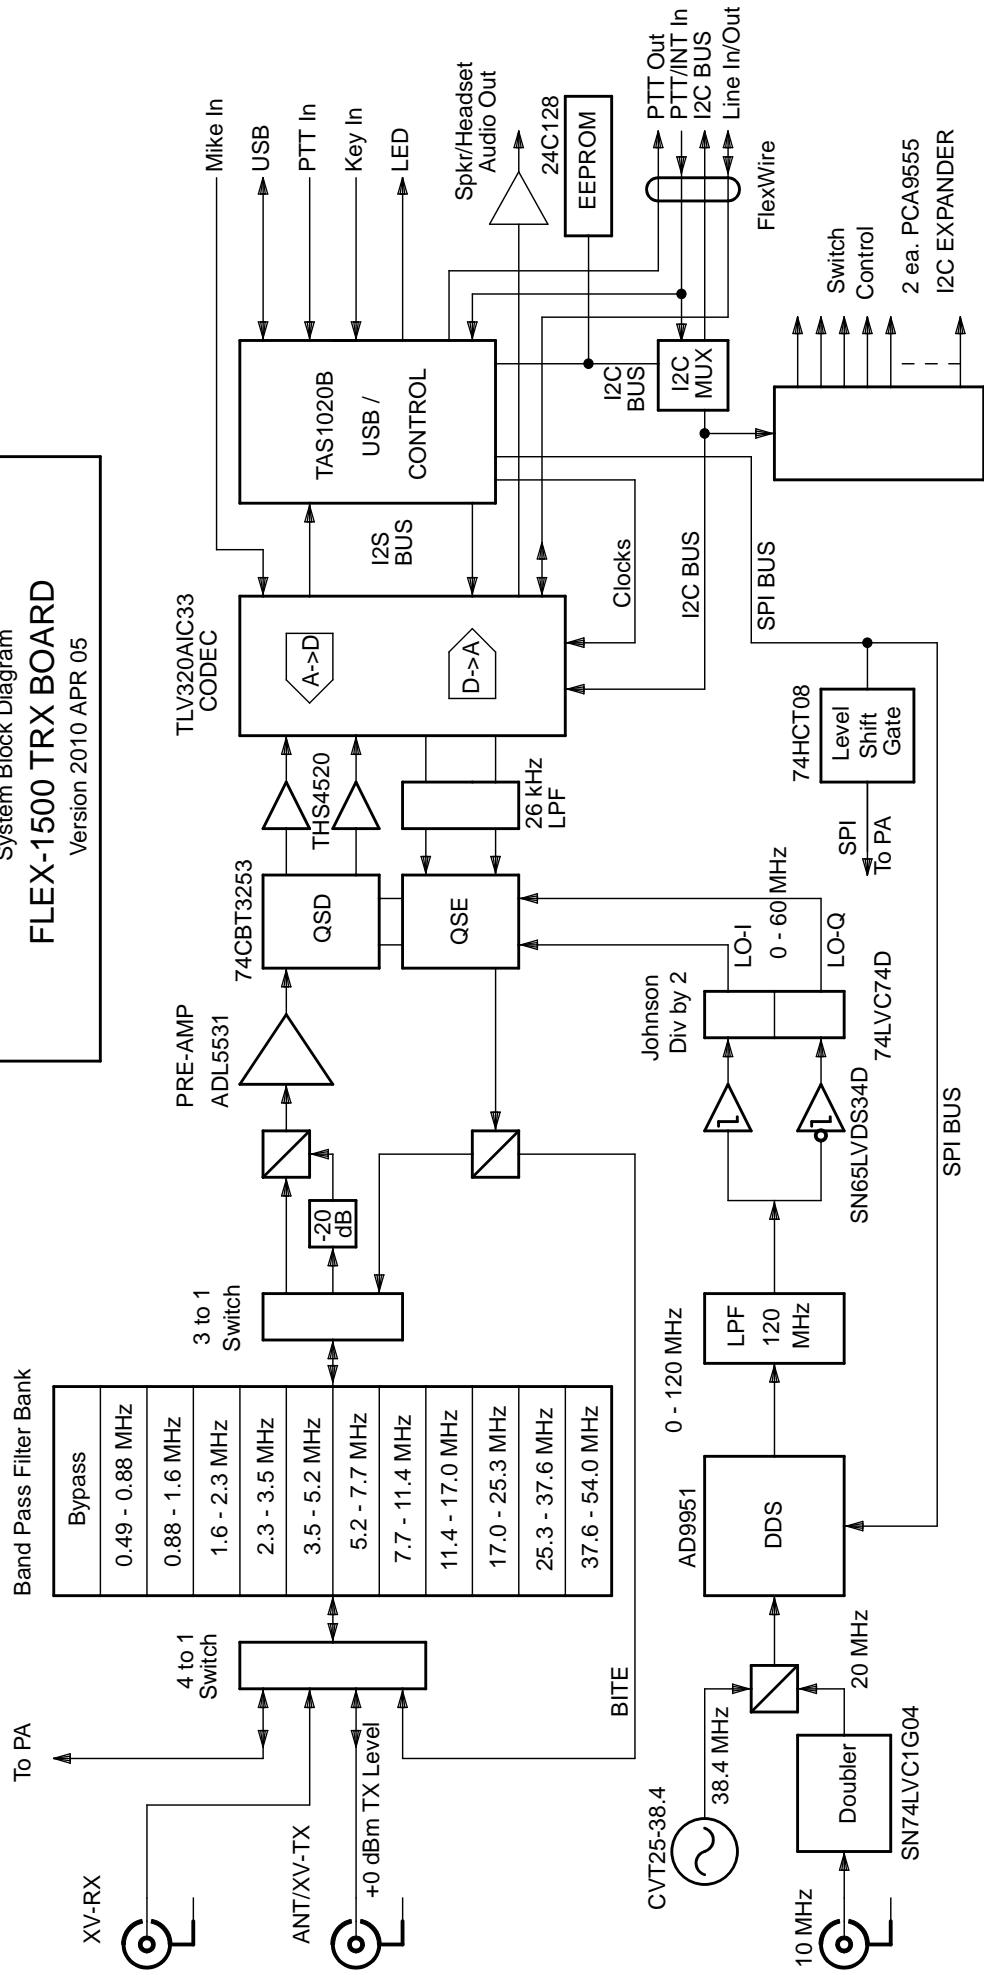 System Block Diagram
FLEX-1500 TRX BOARD
Version 2010 APR 05
XV-RX
ANT/XV-TX
+0 dBm TX Level
To PA
4 to 1
Switch
Band Pass Filter Bank
Bypass
0.49 - 0.88 MHz
0.88 - 1.6 MHz
1.6 - 2.3 MHz
2.3 - 3.5 MHz
3.5 - 5.2 MHz
5.2 - 7.7 MHz
7.7 - 11.4 MHz
11.4 - 17.0 MHz
17.0 - 25.3 MHz
25.3 - 37.6 MHz
37.6 - 54.0 MHz
3 to 1
Switch
-20
dB
PRE-AMP
ADL5531
74CBT3253
QSD
QSE
THS4520
26 kHz
LPF
TLV320AIC33
CODEC
A->D
D->A
I2S
BUS
TAS1020B
USB /
CONTROL
Mike In
USB
PTT In
Key In
LED
Spkr/Headset
Audio Out
24C128
EEPROM
PTT Out
PTT/INT In
I2C BUS
Line In/Out
FlexWire
I2C
BUS
I2C
MUX
Switch
Control
2 ea. PCA9555
I2C EXPANDER
Clocks
I2C BUS
SPI BUS
74HCT08
Level
Shift
Gate
SPI
To PA
BITE
CVT25-38.4
38.4 MHz
10 MHz
Doubler
SN74LVC1G04
20 MHz
AD9951
DDS
0 - 120 MHz
LPF
120
MHz
SN65LVDS34D
Johnson
Div by 2
74LVC74D
LO-I
0 - 60 MHz
LO-Q
SPI BUS